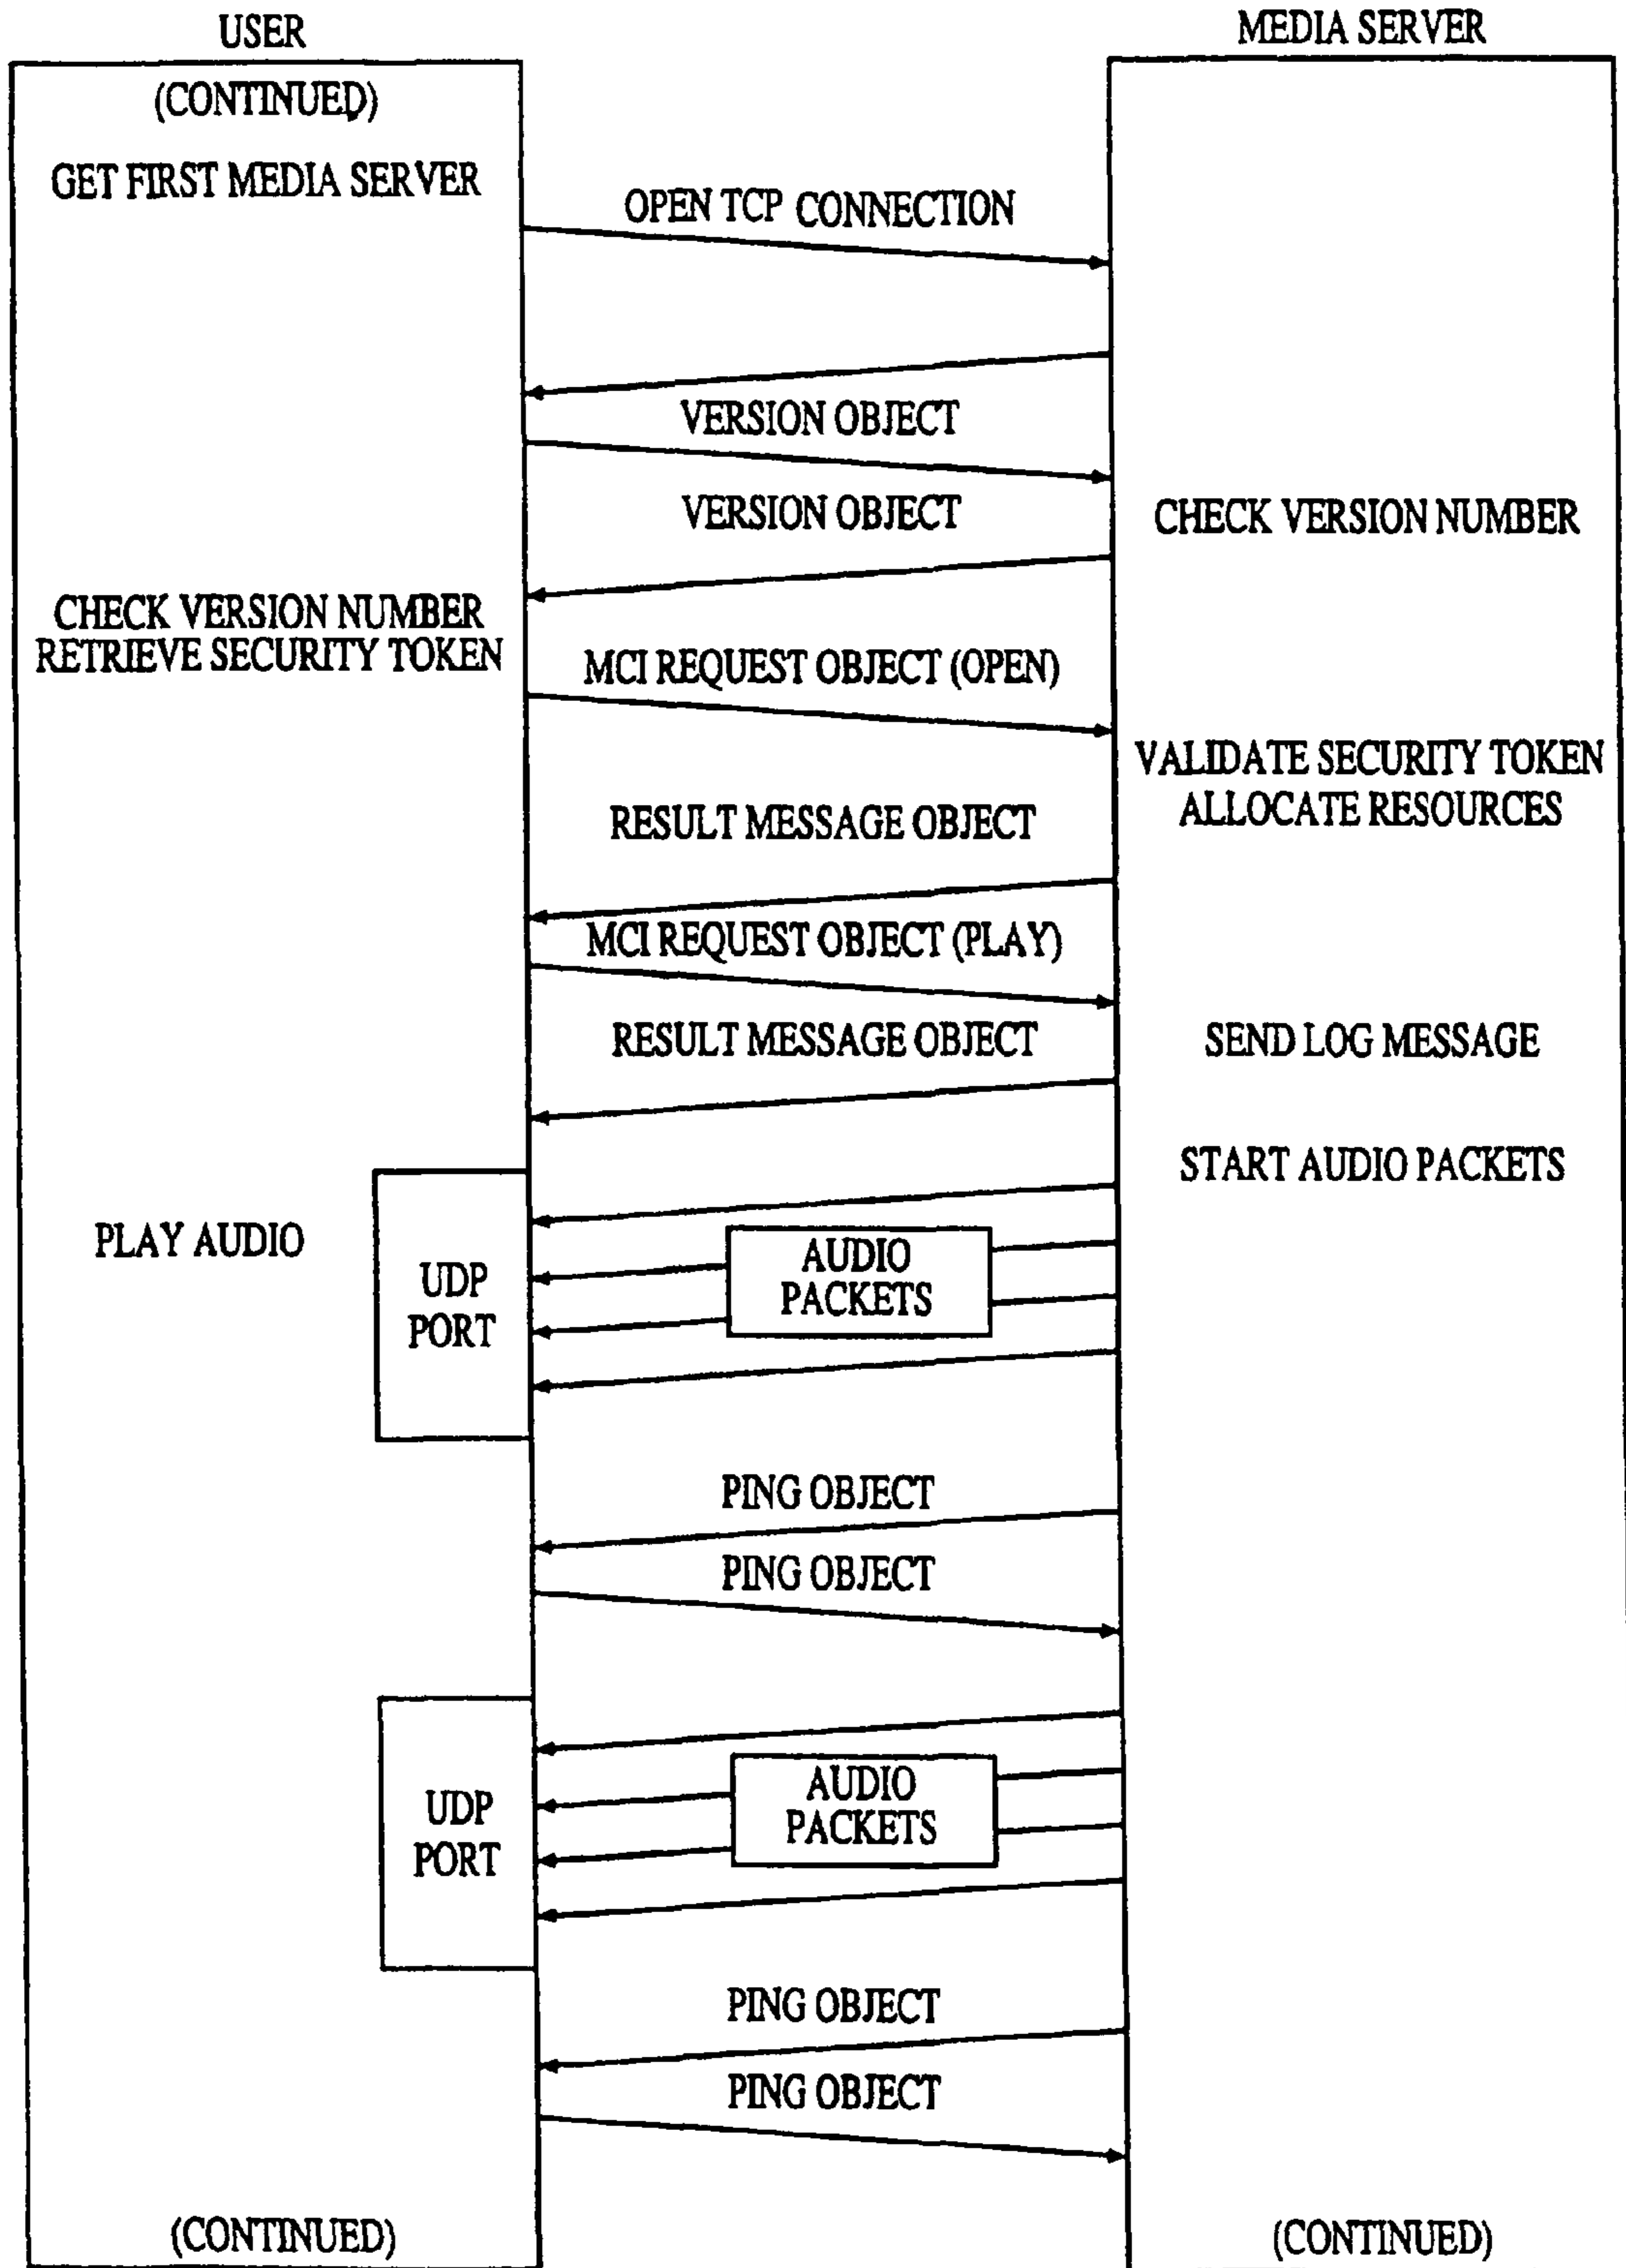 USER
MEDIA SERVER
(CONTINUED)
GET FIRST MEDIA SERVER
OPEN TCP CONNECTION
VERSION OBJECT
VERSION OBJECT
CHECK VERSION NUMBER
CHECK VERSION NUMBER
RETRIEVE SECURITY TOKEN
MCI REQUEST OBJECT (OPEN)
VALIDATE SECURITY TOKEN
ALLOCATE RESOURCES
RESULT MESSAGE OBJECT
MCI REQUEST OBJECT (PLAY)
RESULT MESSAGE OBJECT
SEND LOG MESSAGE
START AUDIO PACKETS
PLAY AUDIO
UDP
PORT
AUDIO
PACKETS
PING OBJECT
PING OBJECT
UDP
PORT
AUDIO
PACKETS
PING OBJECT
PING OBJECT
(CONTINUED)
(CONTINUED)